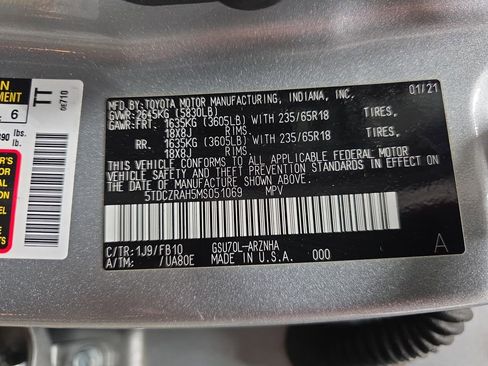 MFD.BY:TOYOTA MOTOR MANUFACTURING, INDIANA, INC. 01/21
GVWR:2645KG (5830LB)
GAWR:FRT. 1635KG (3605LB) WITH 235/65R18 TIRES,
18X8J RIMS.
RR. 1635KG (3605LB) WITH 235/65R18 TIRES,
18X8J RIMS.
THIS VEHICLE CONFORMS TO ALL APPLICABLE FEDERAL MOTOR
VEHICLE SAFETY AND THEFT PREVENTION STANDARDS IN EFFECT
ON THE DATE OF MANUFACTURE SHOWN ABOVE.
5TDCZRAH5MS051069 MPV
C/TR: 1J9/FB10 GSU70L-ARZNHA
A/TM: /UA80E MADE IN U.S.A. 000 A
6
TT
0E710
lbs.